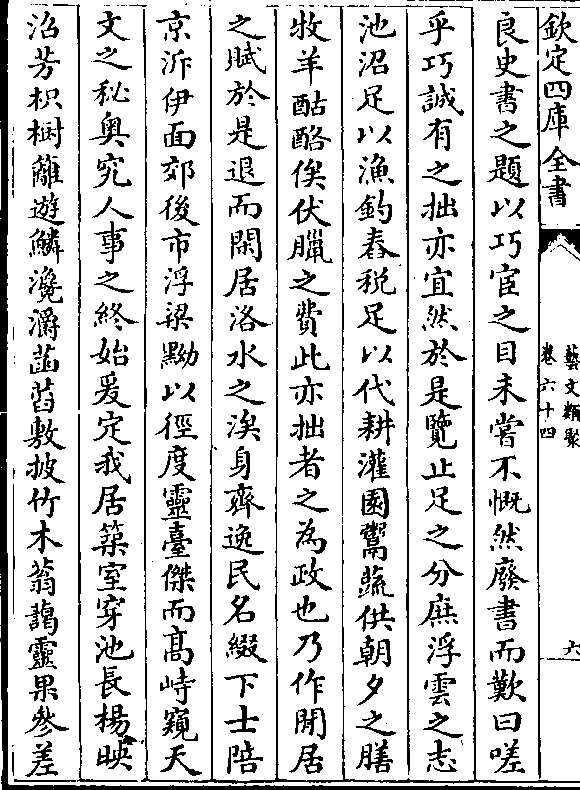 欽定四庫全書
藝文類聚
卷六十四
六
良史書之題以巧宦之目未嘗不慨然廢書而歎曰嗟
乎巧誠有之拙亦宜然於是覽止足之分庶浮雲之志
池沼足以漁釣舂税足以代耕灌園鬻蔬供朝夕之膳
牧羊酤酪俟伏臘之費此亦拙者之為政也乃作閒居
之賦於是退而閑居洛水之涘身齊逸民名綴下士陪
京泝伊面郊後市浮梁黝以徑度靈臺傑而高峙窺天
文之秘奥究人事之終始爰定我居築室穿池長楊映
沼芳枳樹籬遊鱗瀺灂菡萏敷披竹木蓊藹靈果參差